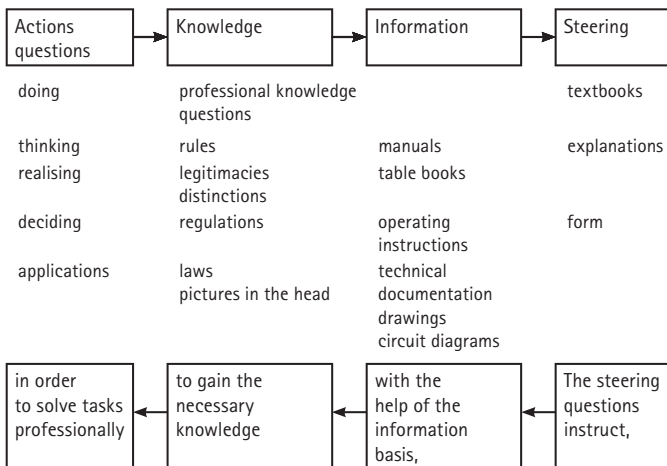 Actions
questions
Knowledge
Information
Steering
doing
professional knowledge
questions
textbooks
thinking
rules
manuals
explanations
realising
legitimacies
distinctions
table books
deciding
regulations
operating
instructions
form
applications
laws
pictures in the head
technical
documentation
drawings
circuit diagrams
in order
to solve tasks
professionally
to gain the
necessary
knowledge
with the
help of the
information
basis,
The steering
questions
instruct,